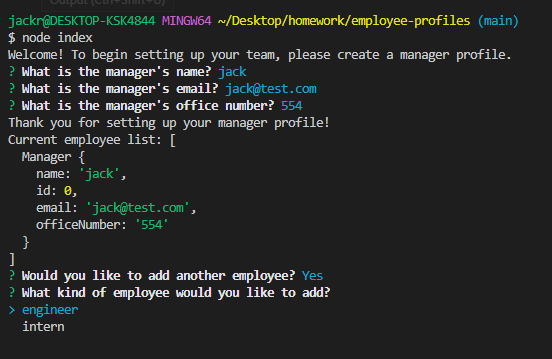 Output (Ctrl+Shift+U)
jackr@DESKTOP-KSK4844 MINGW64 ~/Desktop/homework/employee-profiles (main)
$ node index
Welcome! To begin setting up your team, please create a manager profile.
? What is the manager's name? jack
? What is the manager's email? jack@test.com
? What is the manager's office number? 554
Thank you for setting up your manager profile!
Current employee list: [
  Manager {
    name: 'jack',
    id: 0,
    email: 'jack@test.com',
    officeNumber: '554'
  }
]
? Would you like to add another employee? Yes
? What kind of employee would you like to add?
> engineer
  intern